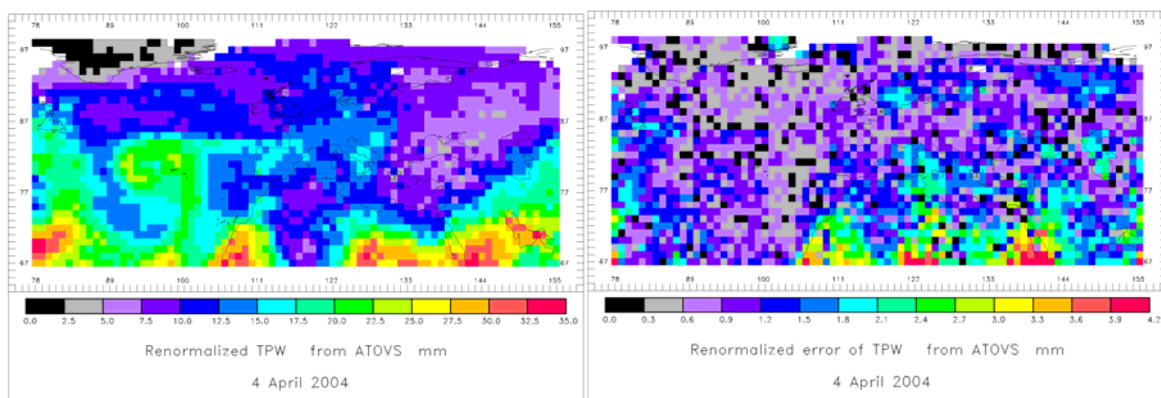 78 89 100 111 122 133 144 155
97 97
87 87
77 77
67 67
78 89 100 111 122 133 144 155
0.0 2.5 5.0 7.5 10.0 12.5 15.0 17.5 20.0 22.5 25.0 27.5 30.0 32.5 35.0
Renormalized TPW from ATOVS mm
4 April 2004
78 89 100 111 122 133 144 155
97 97
87 87
77 77
67 67
78 89 100 111 122 133 144 155
0.0 0.3 0.6 0.9 1.2 1.5 1.8 2.1 2.4 2.7 3.0 3.3 3.6 3.9 4.2
Renormalized error of TPW from ATOVS mm
4 April 2004